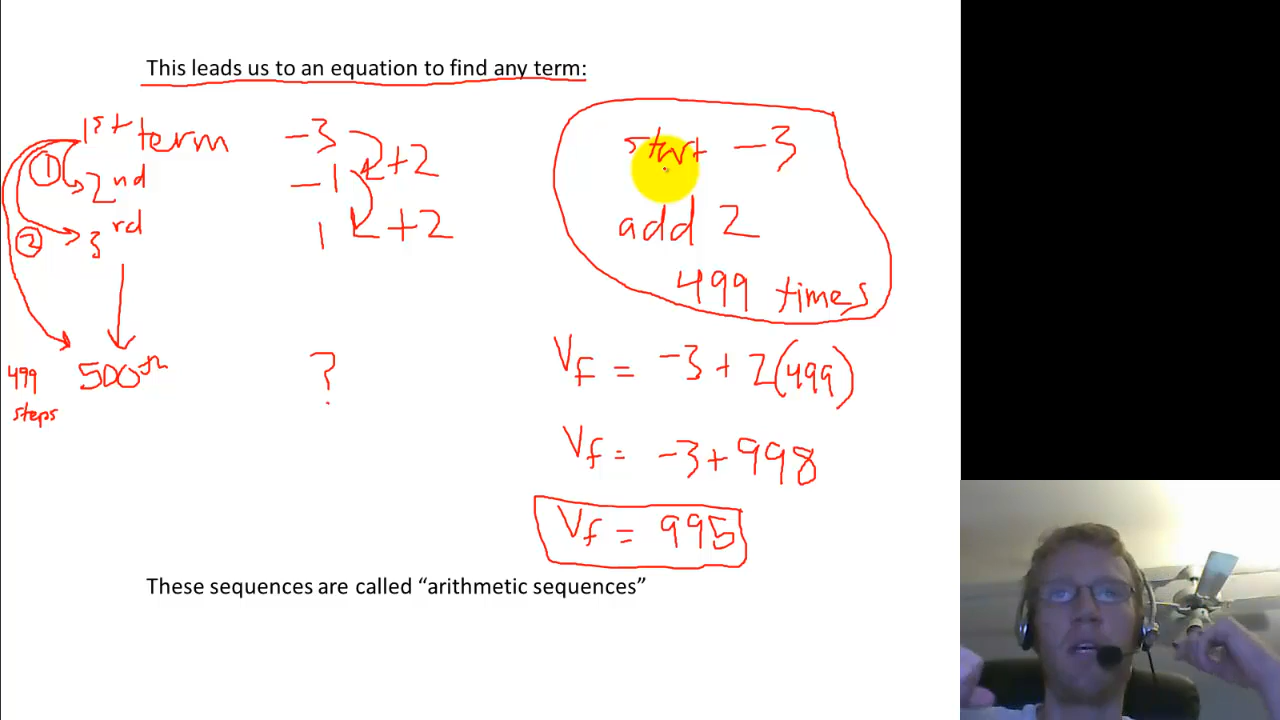 This leads us to an equation to find any term:
1st term -3
+2
① 2nd -1
② 3rd 1 +2
499 steps
500th ?
start -3
add 2
499 times
Vf = -3 + 2(499)
Vf = -3 + 998
Vf = 995
These sequences are called “arithmetic sequences”